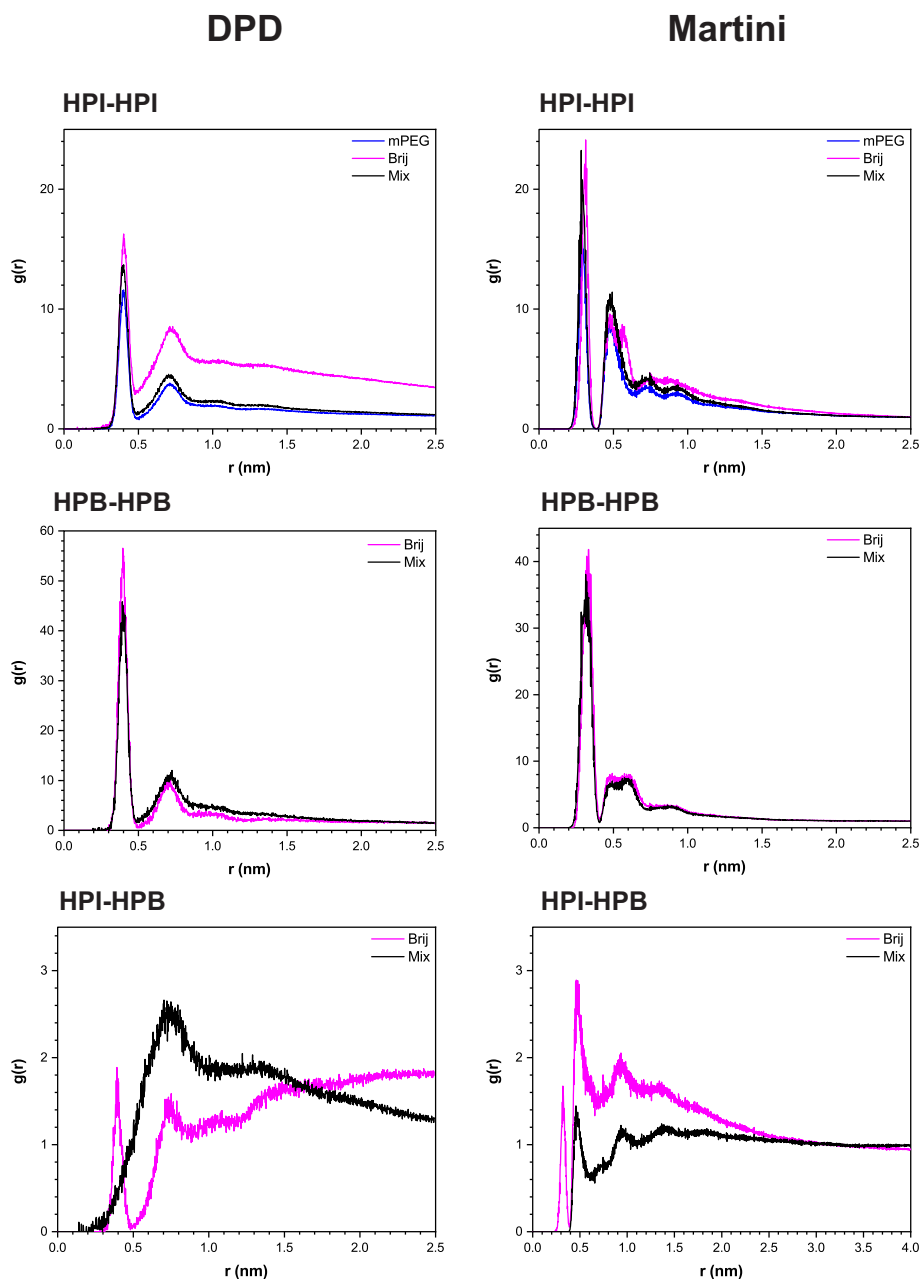 DPD
Martini
HPI-HPI
mPEG
Brij
Mix
20
10
0
g(r)
0.0 0.5 1.0 1.5 2.0 2.5
r (nm)
HPI-HPI
mPEG
Brij
Mix
20
10
0
g(r)
0.0 0.5 1.0 1.5 2.0 2.5
r (nm)
HPB-HPB
Brij
Mix
60
50
40
30
20
10
0
g(r)
0.0 0.5 1.0 1.5 2.0 2.5
r (nm)
HPB-HPB
Brij
Mix
40
30
20
10
0
g(r)
0.0 0.5 1.0 1.5 2.0 2.5
r (nm)
HPI-HPB
Brij
Mix
3
2
1
0
g(r)
0.0 0.5 1.0 1.5 2.0 2.5
r (nm)
HPI-HPB
Brij
Mix
3
2
1
0
g(r)
0.0 0.5 1.0 1.5 2.0 2.5 3.0 3.5 4.0
r (nm)